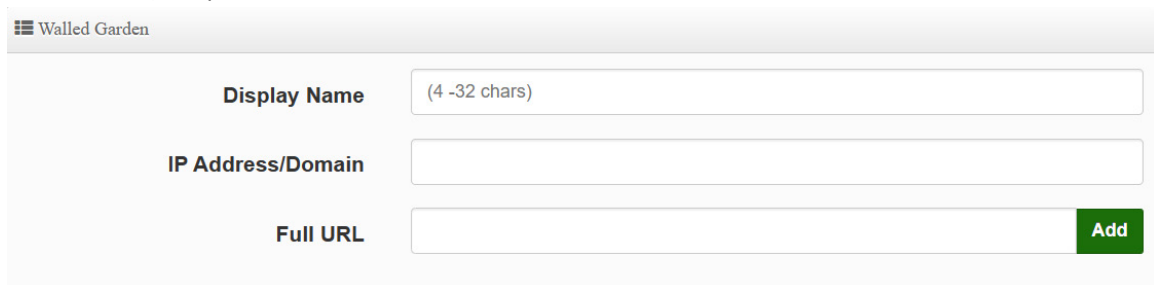 Walled Garden
Display Name
(4 -32 chars)
IP Address/Domain
Full URL
Add